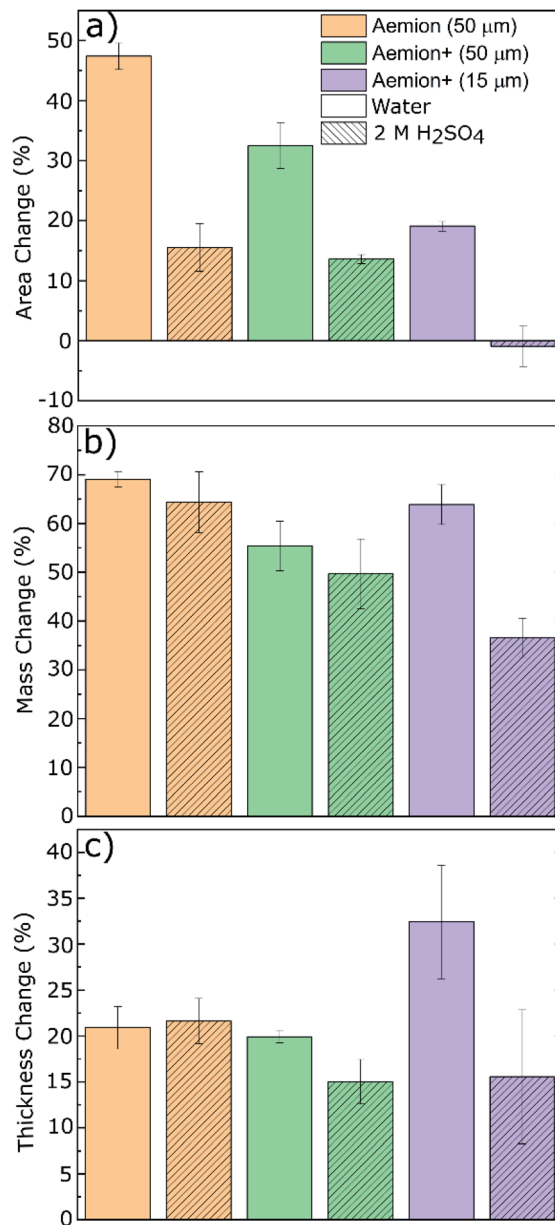 a)
Aemion (50 μm)
Aemion+ (50 μm)
Aemion+ (15 μm)
Water
2 M H₂SO₄
Area Change (%)
50
40
30
20
10
0
-10
b)
Mass Change (%)
80
70
60
50
40
30
20
10
0
c)
Thickness Change (%)
40
35
30
25
20
15
10
5
0